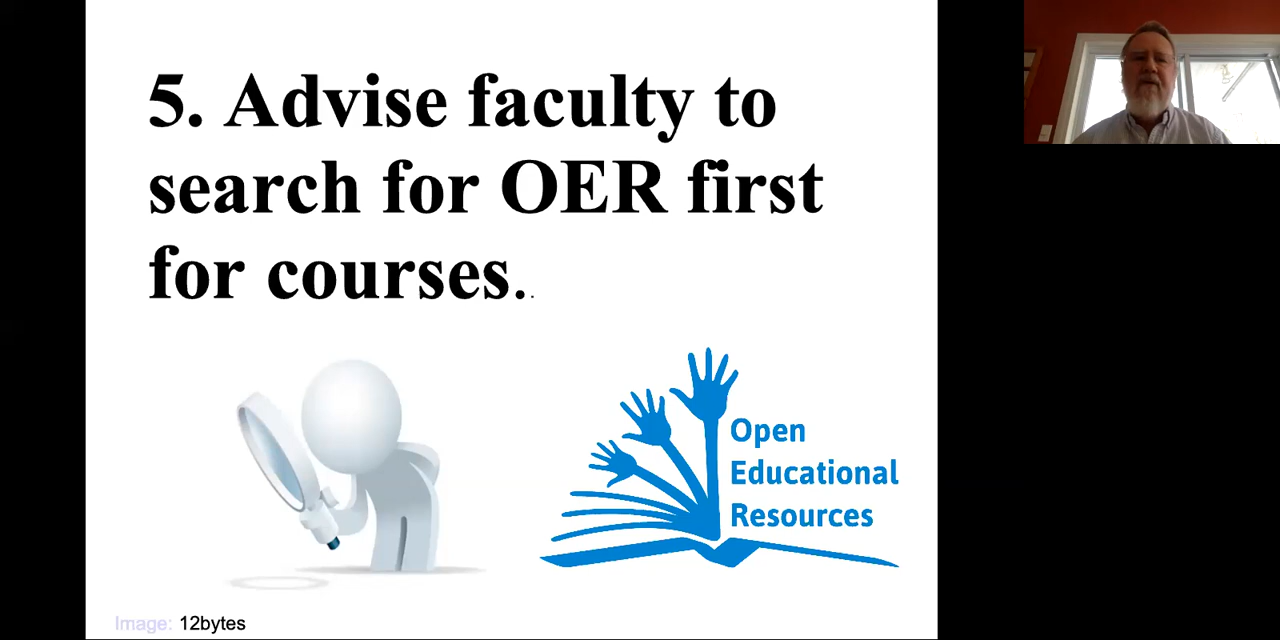 5. Advise faculty to
search for OER first
for courses..
Open
Educational
Resources
Image: 12bytes